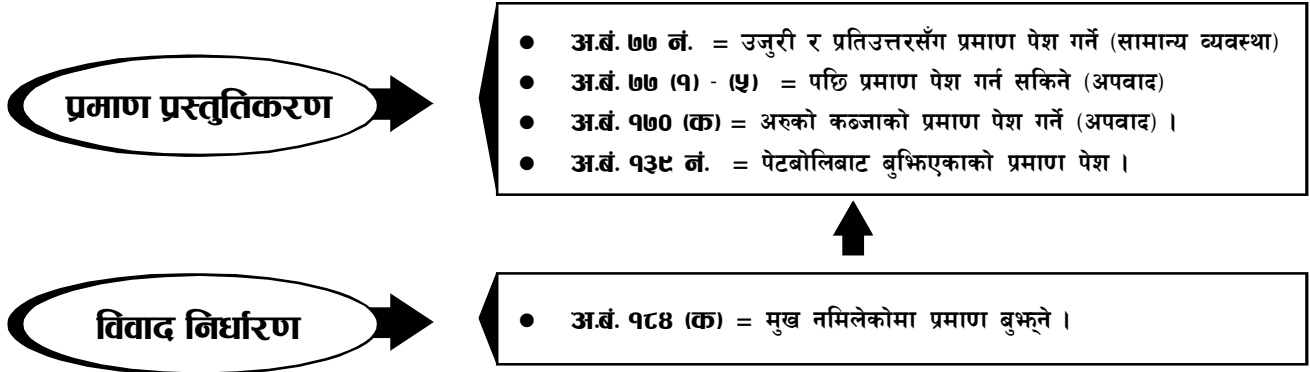 प्रमाण प्रस्तुतिकरण
● अ.बं. ७७ नं. = उजुरी र प्रतिउत्तरसँग प्रमाण पेश गर्ने (सामान्य व्यवस्था)
● अ.बं. ७७ (१) - (५) = पछि प्रमाण पेश गर्न सकिने (अपवाद)
● अ.बं. १७० (क) = अरुको कब्जाको प्रमाण पेश गर्ने (अपवाद) ।
● अ.बं. १३९ नं. = पेटबोलिबाट बुझिएकाको प्रमाण पेश ।
विवाद निर्धारण
● अ.बं. १८४ (क) = मुख नमिलेकोमा प्रमाण बुझ्ने ।